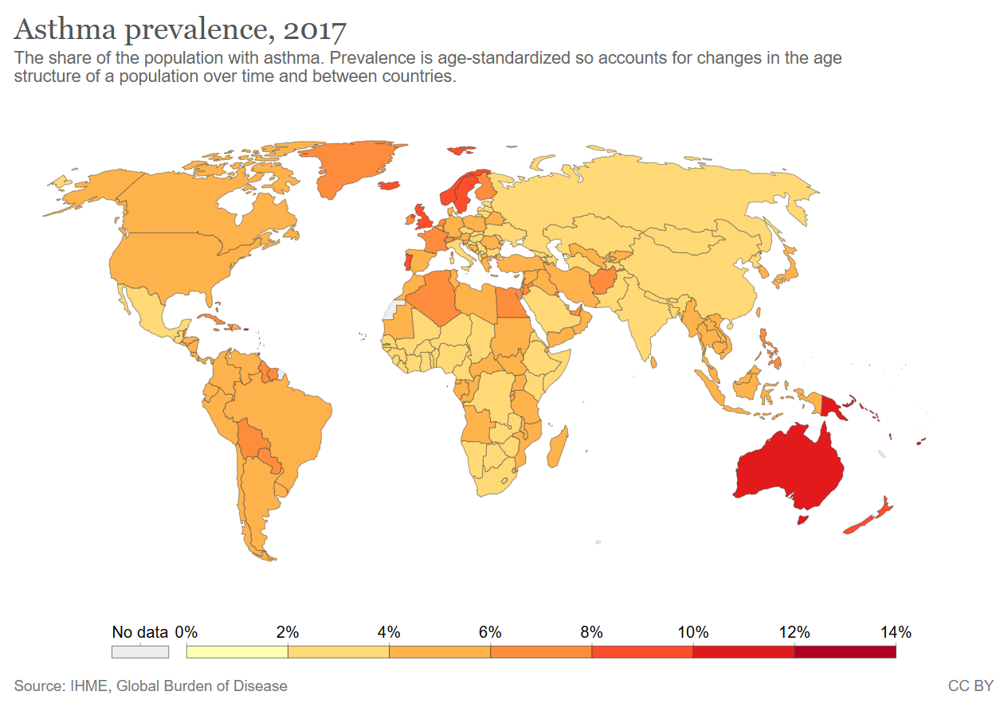 Asthma prevalence, 2017
The share of the population with asthma. Prevalence is age-standardized so accounts for changes in the age
structure of a population over time and between countries.
No data 0% 2% 4% 6% 8% 10% 12% 14%
Source: IHME, Global Burden of Disease CC BY